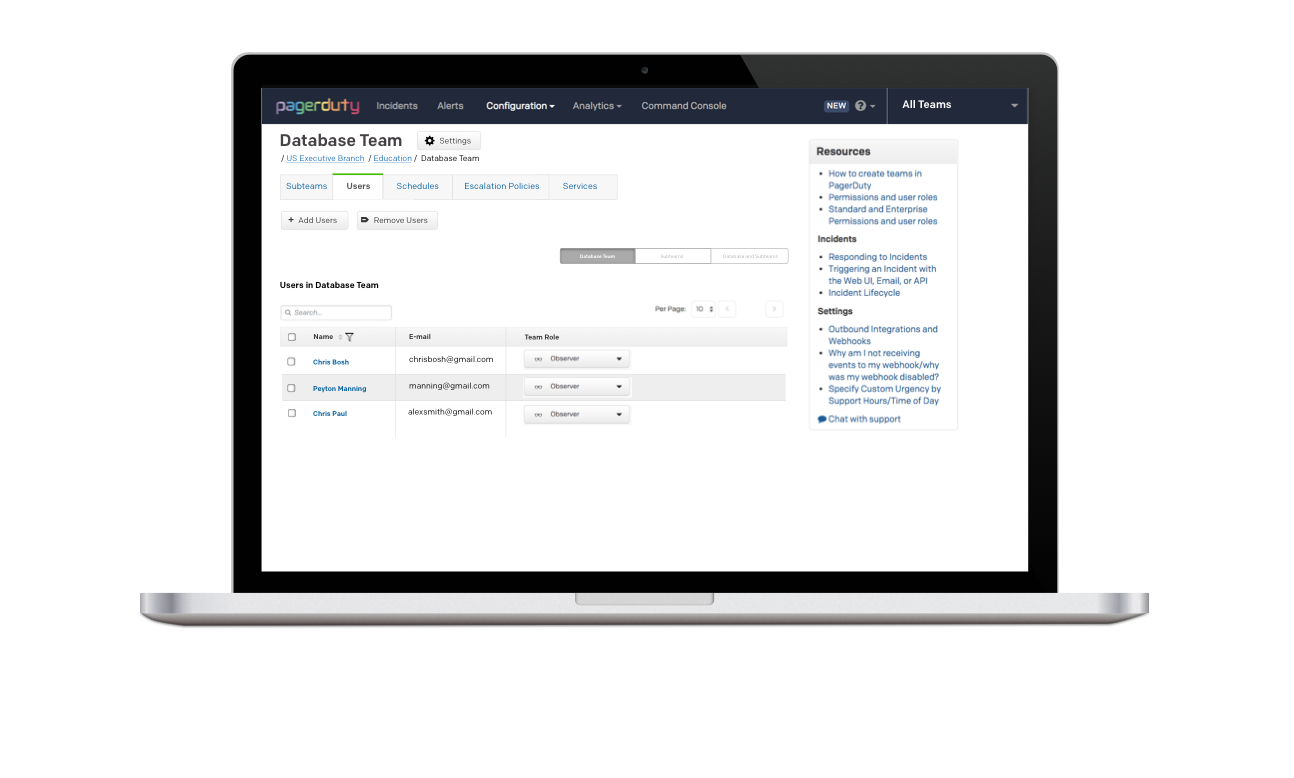 pagerduty Incidents Alerts Configuration Analytics Command Console NEW ? All Teams
Database Team Settings
/ US Executive Branch / Education / Database Team
Subteams Users Schedules Escalation Policies Services
+ Add Users Remove Users
Database Team Subteams Database and Subteams
Users in Database Team
Search... Per Page: 10 < >
Name E-mail Team Role
Chris Bosh chrisbosh@gmail.com Observer
Peyton Manning manning@gmail.com Observer
Chris Paul alexsmith@gmail.com Observer
Resources
• How to create teams in
PagerDuty
• Permissions and user roles
• Standard and Enterprise
Permissions and user roles
Incidents
• Responding to Incidents
• Triggering an Incident with
the Web UI, Email, or API
• Incident Lifecycle
Settings
• Outbound Integrations and
Webhooks
• Why am I not receiving
events to my webhook/why
was my webhook disabled?
• Specify Custom Urgency by
Support Hours/Time of Day
Chat with support